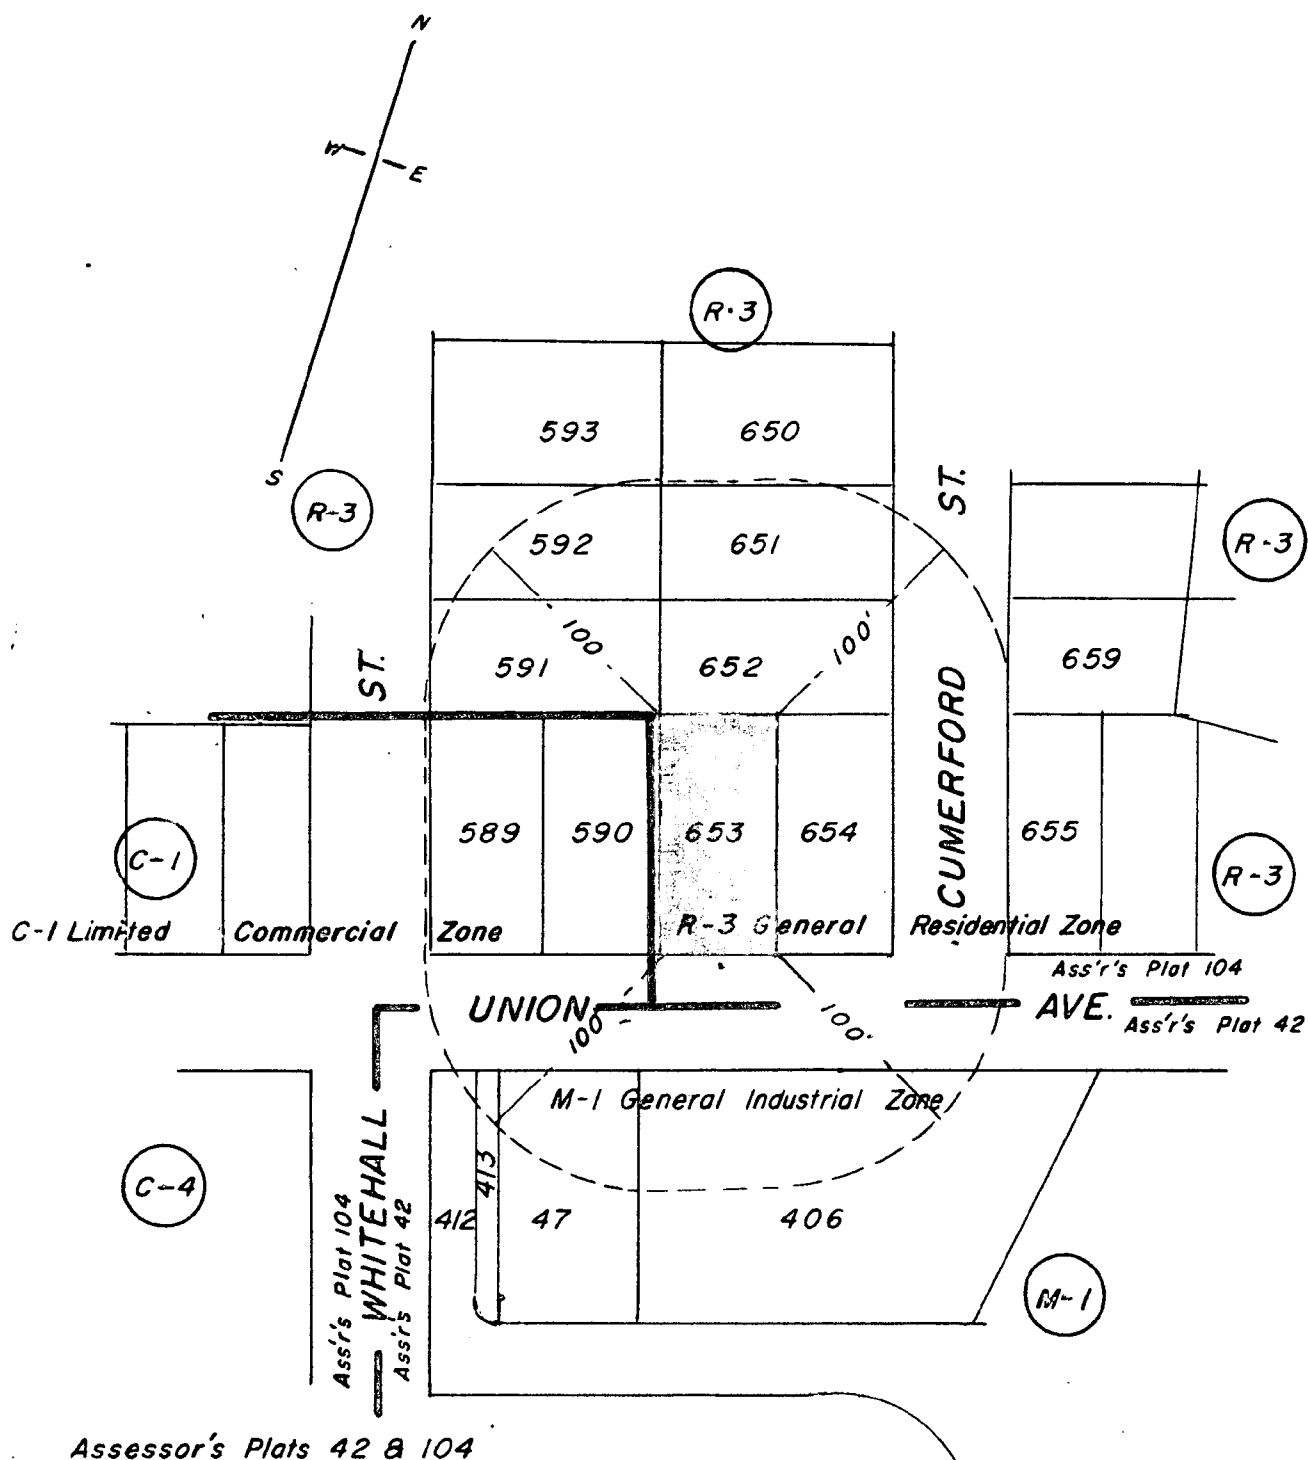 N
W
E
S
R-3
R-3
593
650
ST.
R-3
592
651
100
100'
ST.
591
652
659
CUMERFORD
C-1
589
590
653
654
655
R-3
C-1 Limited Commercial Zone
R-3 General Residential Zone
Ass'r's Plat 104
UNION
AVE.
Ass'r's Plat 42
100'
100'
M-1 General Industrial Zone
C-4
Ass'r's Plat 104
WHITEHALL
Ass'r's Plat 42
412
413
47
406
M-1
Assessor's Plats 42 & 104